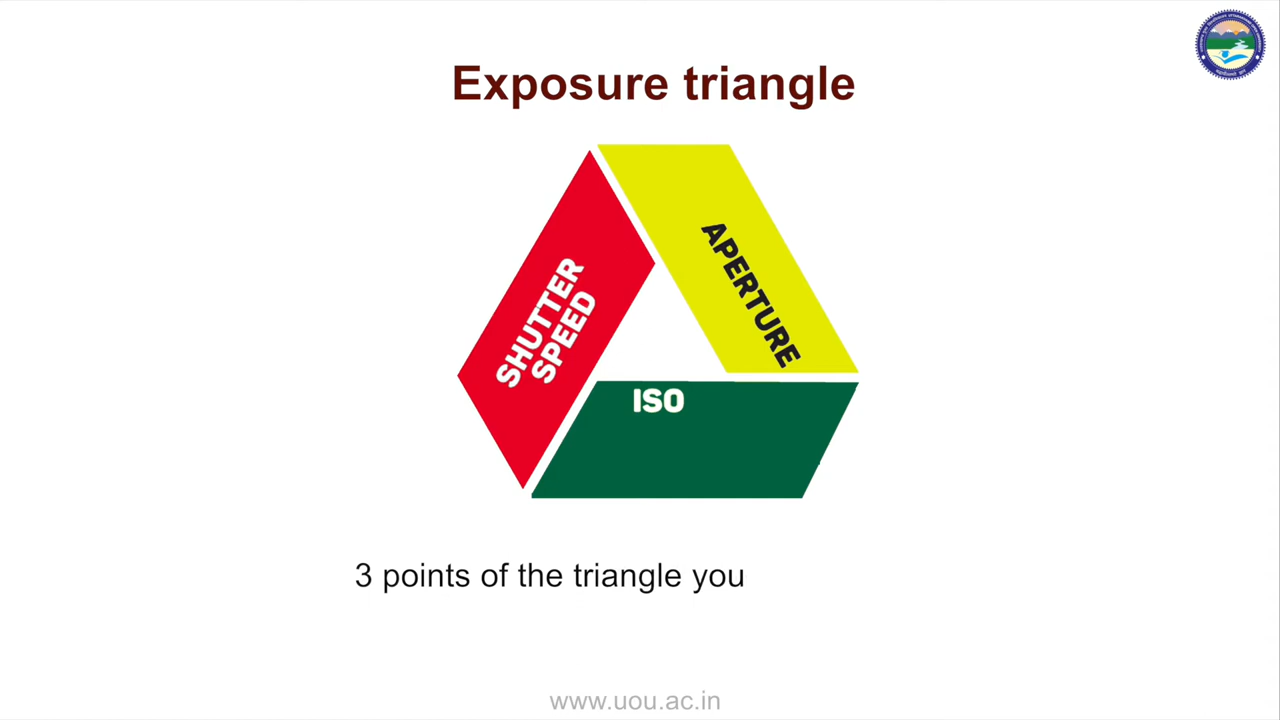 Exposure triangle
SHUTTER
SPEED
APERTURE
ISO
3 points of the triangle you
www.uou.ac.in